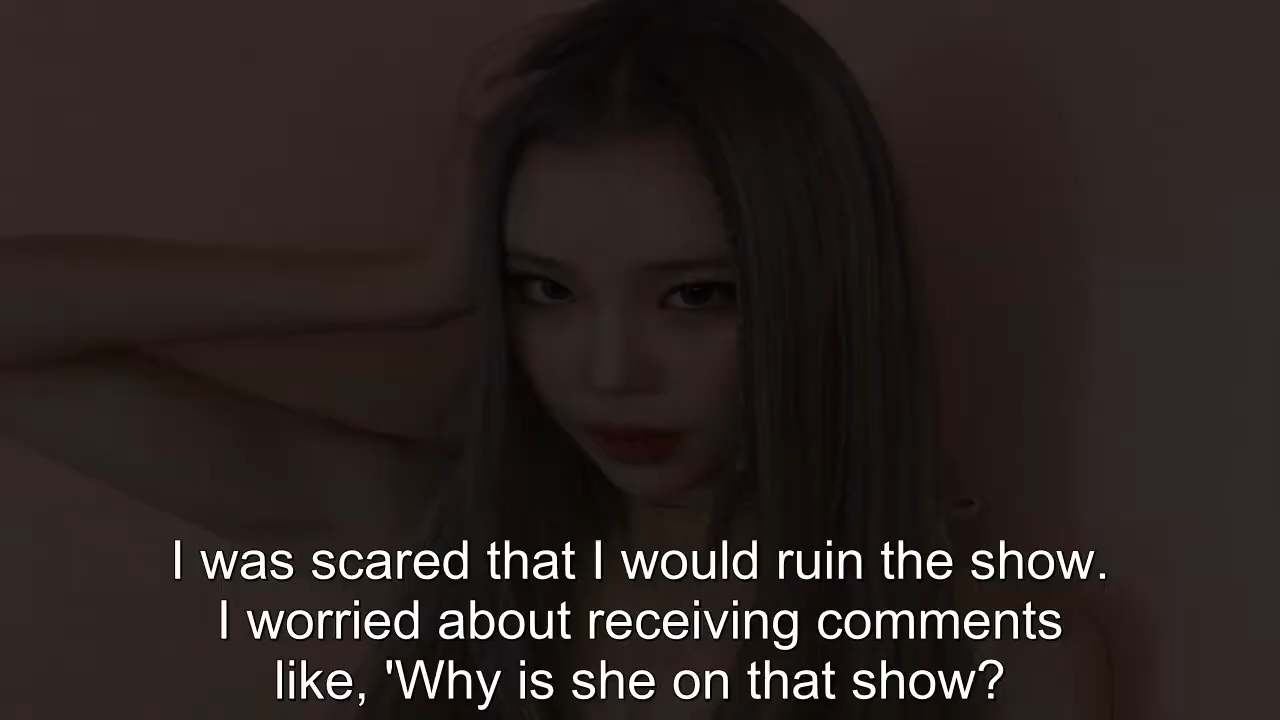 I was scared that I would ruin the show.
I worried about receiving comments
like, 'Why is she on that show?